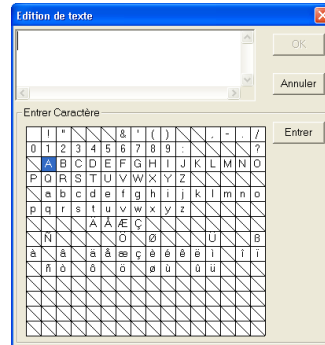 Edition de texte
OK
Annuler
Entrer Caractère
Entrer
! " & ' ( ) , - . /
0 1 2 3 4 5 6 7 8 9 : ?
A B C D E F G H I J K L M N O
P Q R S T U V W X Y Z
a b c d e f g h i j k l m n o
p q r s t u v w x y z
Ä Å Æ Ç
Ñ Ö Ø Ü ß
à á â ä å æ ç è é ê ë ì î ï
ñ ò ô ö ø ù û ü